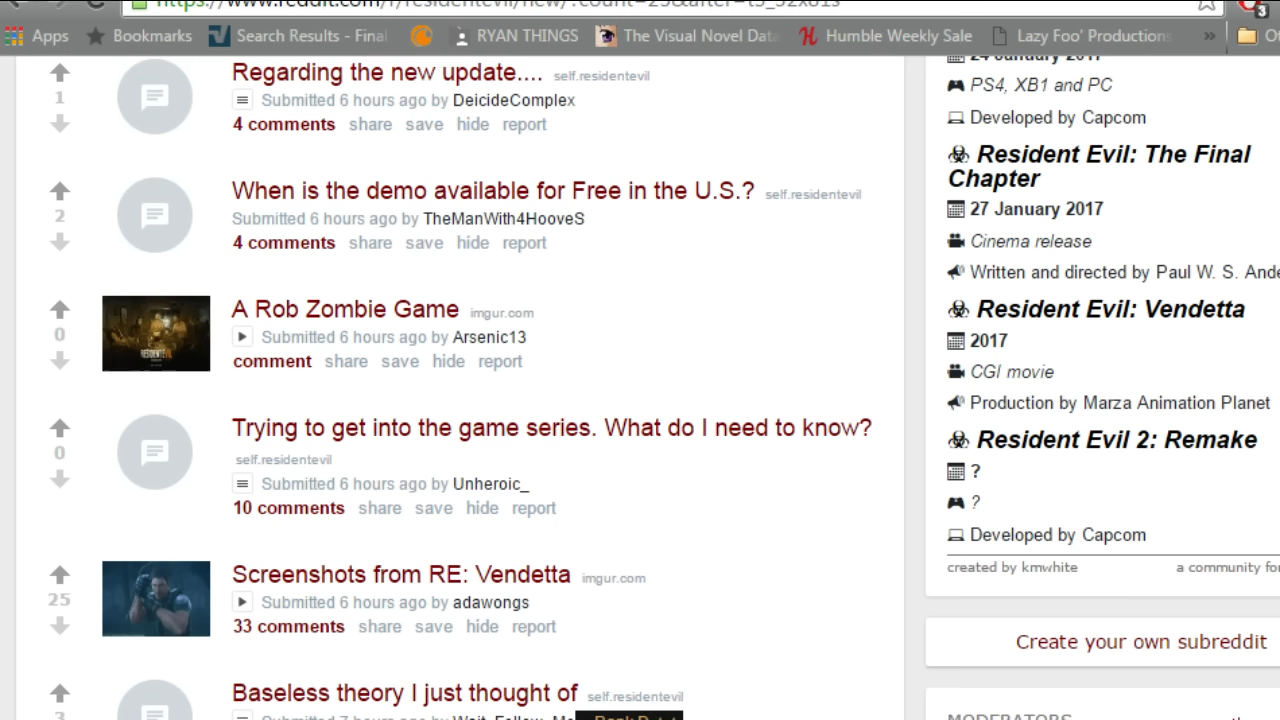 Apps Bookmarks Search Results - Final RYAN THINGS The Visual Novel Data Humble Weekly Sale Lazy Foo' Productions »
3
Regarding the new update.... self.residentevil
1
Submitted 6 hours ago by DeicideComplex
4 comments share save hide report
When is the demo available for Free in the U.S.? self.residentevil
2
Submitted 6 hours ago by TheManWith4HooveS
4 comments share save hide report
A Rob Zombie Game imgur.com
0
Submitted 6 hours ago by Arsenic13
comment share save hide report
Trying to get into the game series. What do I need to know?
0
self.residentevil
Submitted 6 hours ago by Unheroic_
10 comments share save hide report
Screenshots from RE: Vendetta imgur.com
25
Submitted 6 hours ago by adawongs
33 comments share save hide report
Baseless theory I just thought of self.residentevil
3
24 January 2017
PS4, XB1 and PC
Developed by Capcom
Resident Evil: The Final
Chapter
27 January 2017
Cinema release
Written and directed by Paul W. S. Ande
Resident Evil: Vendetta
2017
CGI movie
Production by Marza Animation Planet
Resident Evil 2: Remake
?
?
Developed by Capcom
created by krmwhite a community for
Create your own subreddit
MODERATORS